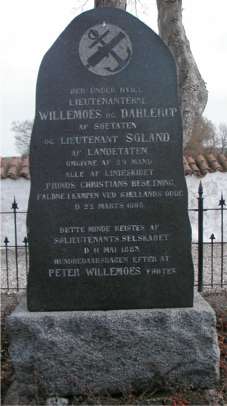 HER UNDER HVILE
LIEUTENANTERNE
WILLEMOES OG DAHLERUP
AF SØETATEN
OG LIEUTENANT SØLAND
AF LANDETATEN
OMGIVNE AF 29 MAND
ALLE AF LINIESKIBET
PRINDS CHRISTIANS BESÆTNING
FALDNE I KAMPEN VED SJÆLLANDS ODDE
D 22 MARTS 1808.
DETTE MINDE REISTES AF
SØLIEUTENANTS SELSKABET
D 11 MAI 1883
HUNDREDAARSDAGEN EFTER AT
PETER WILLEMOES FØDTES